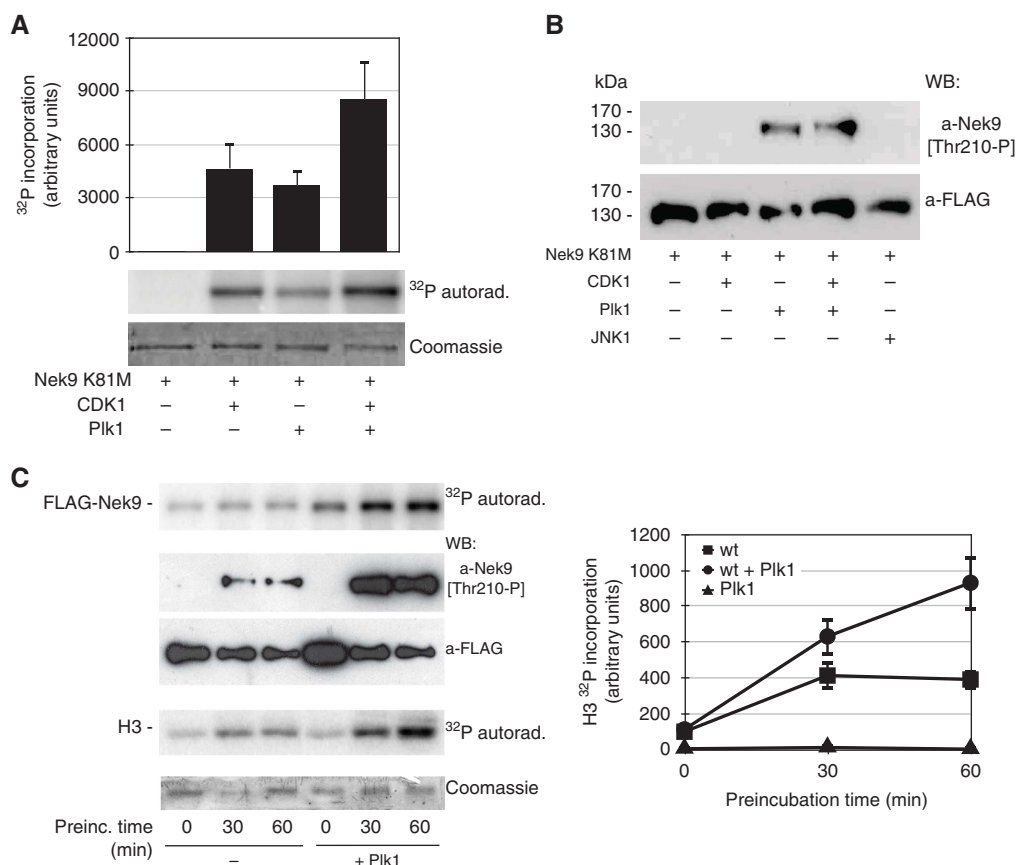 A
12000
9000
6000
3000
0
³²P incorporation
(arbitrary units)
³²P autorad.
Coomassie
Nek9 K81M + + + +
CDK1 – + – +
Plk1 – – + +
B
kDa WB:
170 -
130 -
a-Nek9
[Thr210-P]
170 -
130 -
a-FLAG
Nek9 K81M + + + + +
CDK1 – + – + –
Plk1 – – + + –
JNK1 – – – – +
C
FLAG-Nek9 - ³²P autorad.
WB:
a-Nek9
[Thr210-P]
a-FLAG
H3 - ³²P autorad.
Coomassie
Preinc. time 0 30 60 0 30 60
(min)
– + Plk1
1200
1000
800
600
400
200
0
H3 ³²P incorporation
(arbitrary units)
wt
wt + Plk1
Plk1
0 30 60
Preincubation time (min)